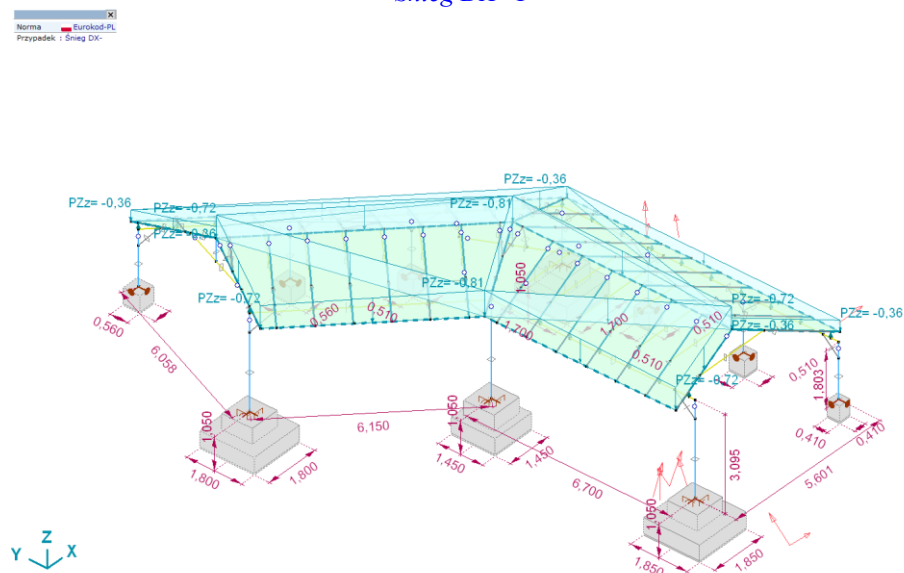 Norma Eurokod-PL
Przypadek : Śnieg DX-
PZz= -0,36
PZz= -0,36
PZz= -0,72
PZz= -0,81
PZz= -0,36
PZz= -0,81
1,050
PZz= -0,72
PZz= -0,72
PZz= -0,36
PZz= -0,36
0,560
0,560
0,510
1,700
1,700
0,510
0,510
0,510
6,058
PZz= -0,72
1,803
1,050
6,150
1,050
0,410
0,410
1,800
1,800
1,450
1,450
6,700
3,095
5,601
1,050
1,850
1,850
Z
Y
X